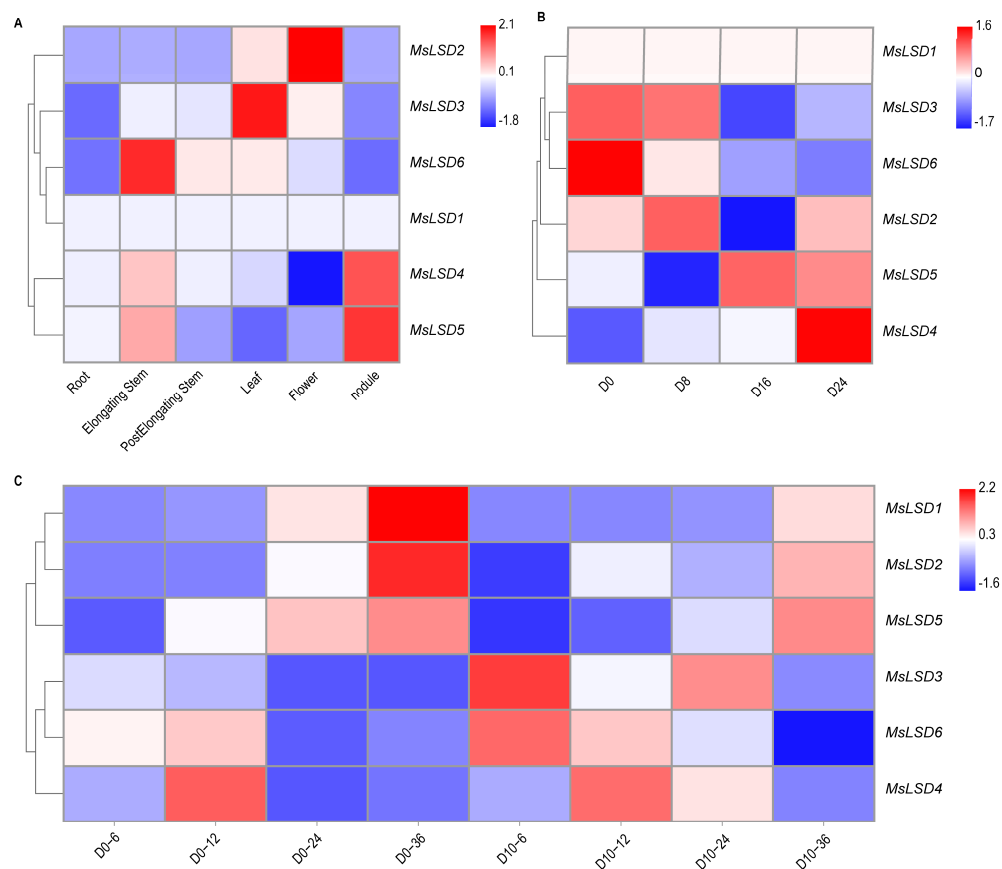 A
2.1
0.1
-1.8
MsLSD2
MsLSD3
MsLSD6
MsLSD1
MsLSD4
MsLSD5
Root
Elongating Stem
PostElongating Stem
Leaf
Flower
nodule
B
1.6
0
-1.7
MsLSD1
MsLSD3
MsLSD6
MsLSD2
MsLSD5
MsLSD4
D0
D8
D16
D24
C
2.2
0.3
-1.6
MsLSD1
MsLSD2
MsLSD5
MsLSD3
MsLSD6
MsLSD4
D0-6
D0-12
D0-24
D0-36
D10-6
D10-12
D10-24
D10-36